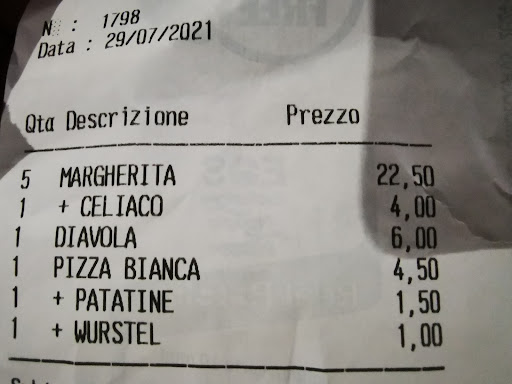 N° : 1798
Data : 29/07/2021
Qta Descrizione Prezzo
5 MARGHERITA 22,50
1 + CELIACO 4,00
1 DIAVOLA 6,00
1 PIZZA BIANCA 4,50
1 + PATATINE 1,50
1 + WURSTEL 1,00